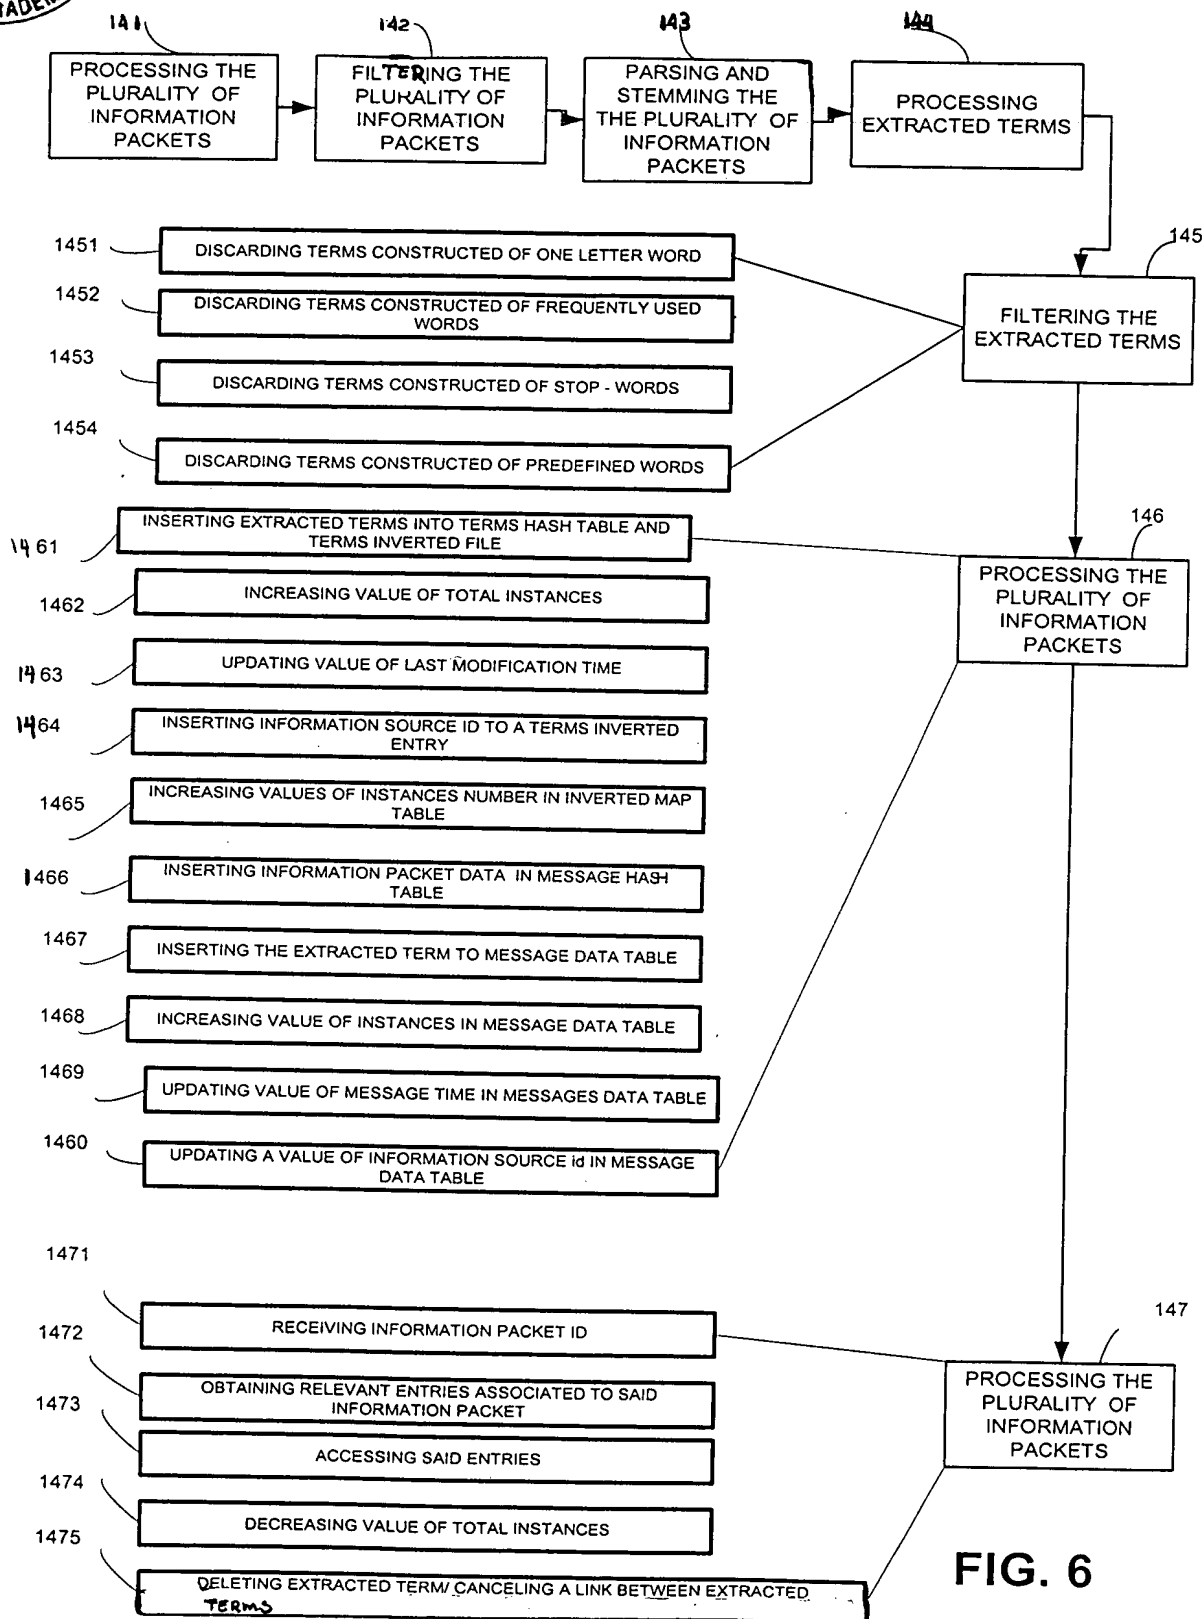 TRADEM
141
142
143
144
PROCESSING THE
PLURALITY OF
INFORMATION
PACKETS
FILTERING THE
PLURALITY OF
INFORMATION
PACKETS
PARSING AND
STEMMING THE
THE PLURALITY OF
INFORMATION
PACKETS
PROCESSING
EXTRACTED TERMS
145
FILTERING THE
EXTRACTED TERMS
1451
DISCARDING TERMS CONSTRUCTED OF ONE LETTER WORD
1452
DISCARDING TERMS CONSTRUCTED OF FREQUENTLY USED
WORDS
1453
DISCARDING TERMS CONSTRUCTED OF STOP - WORDS
1454
DISCARDING TERMS CONSTRUCTED OF PREDEFINED WORDS
146
PROCESSING THE
PLURALITY OF
INFORMATION
PACKETS
1461
INSERTING EXTRACTED TERMS INTO TERMS HASH TABLE AND
TERMS INVERTED FILE
1462
INCREASING VALUE OF TOTAL INSTANCES
1463
UPDATING VALUE OF LAST MODIFICATION TIME
1464
INSERTING INFORMATION SOURCE ID TO A TERMS INVERTED
ENTRY
1465
INCREASING VALUES OF INSTANCES NUMBER IN INVERTED MAP
TABLE
1466
INSERTING INFORMATION PACKET DATA IN MESSAGE HASH
TABLE
1467
INSERTING THE EXTRACTED TERM TO MESSAGE DATA TABLE
1468
INCREASING VALUE OF INSTANCES IN MESSAGE DATA TABLE
1469
UPDATING VALUE OF MESSAGE TIME IN MESSAGES DATA TABLE
1460
UPDATING A VALUE OF INFORMATION SOURCE id IN MESSAGE
DATA TABLE
147
PROCESSING THE
PLURALITY OF
INFORMATION
PACKETS
1471
RECEIVING INFORMATION PACKET ID
1472
OBTAINING RELEVANT ENTRIES ASSOCIATED TO SAID
INFORMATION PACKET
1473
ACCESSING SAID ENTRIES
1474
DECREASING VALUE OF TOTAL INSTANCES
1475
DELETING EXTRACTED TERM/ CANCELING A LINK BETWEEN EXTRACTED
TERMS
FIG. 6